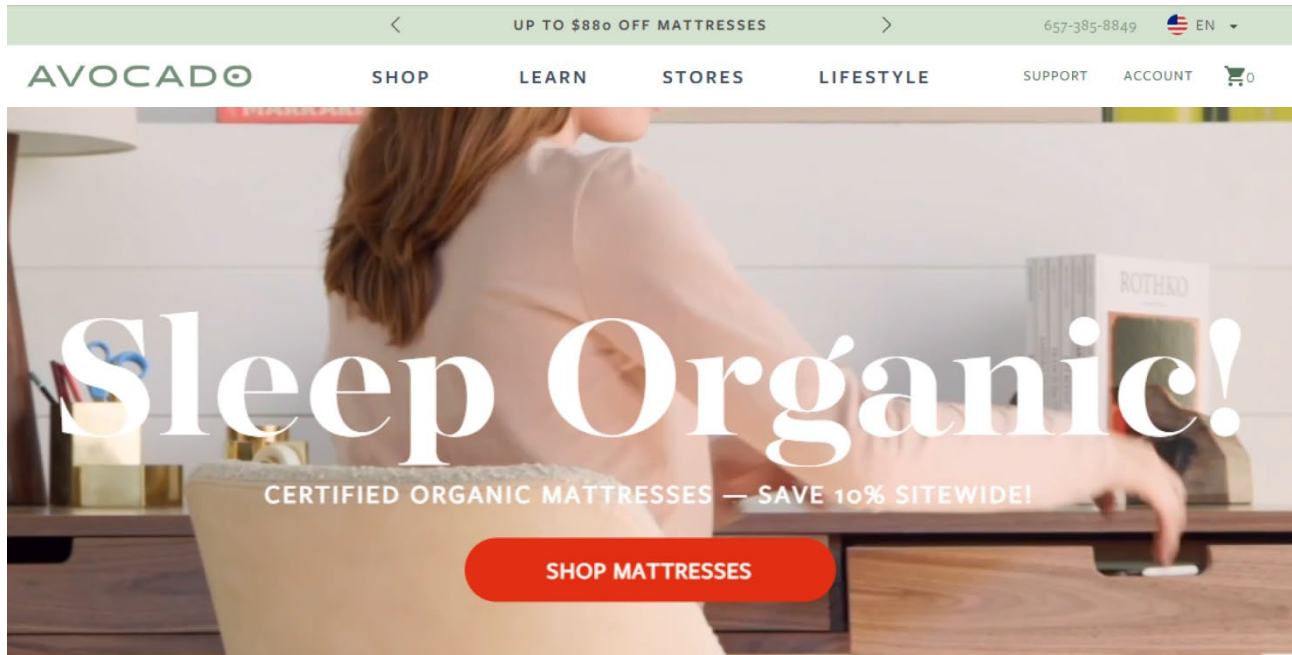 UP TO $880 OFF MATTRESSES
657-385-8849
EN
AVOCADO
SHOP
LEARN
STORES
LIFESTYLE
SUPPORT
ACCOUNT
0
ROTHKO
Sleep Organic!
CERTIFIED ORGANIC MATTRESSES — SAVE 10% SITEWIDE!
SHOP MATTRESSES